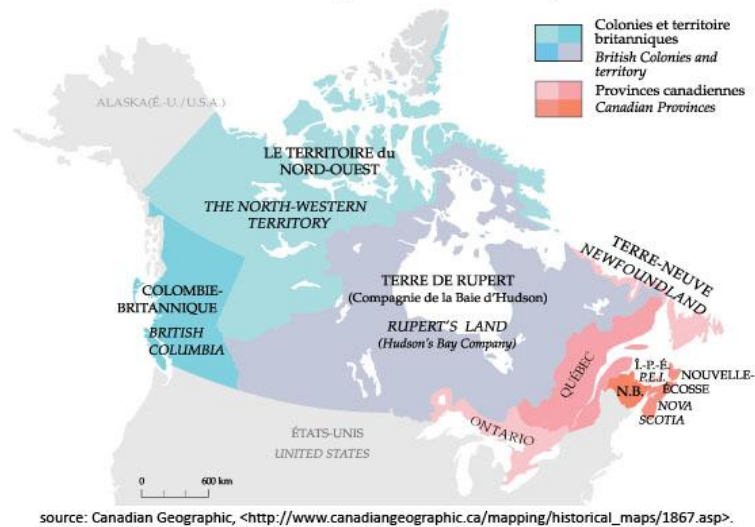 Colonies et territoire
britanniques
British Colonies and
territory
Provinces canadiennes
Canadian Provinces
ALASKA(É.-U./U.S.A.)
LE TERRITOIRE du
NORD-OUEST
THE NORTH-WESTERN
TERRITORY
COLOMBIE-
BRITANNIQUE
BRITISH
COLUMBIA
TERRE DE RUPERT
(Compagnie de la Baie d'Hudson)
RUPERT'S LAND
(Hudson's Bay Company)
TERRE-NEUVE
NEWFOUNDLAND
QUÉBEC
Î.-P.-É.
P.E.I.
NOUVELLE-
ÉCOSSE
N.B.
NOVA
SCOTIA
ONTARIO
ÉTATS-UNIS
UNITED STATES
0 600 km
source: Canadian Geographic, <http://www.canadiangeographic.ca/mapping/historical_maps/1867.asp>.